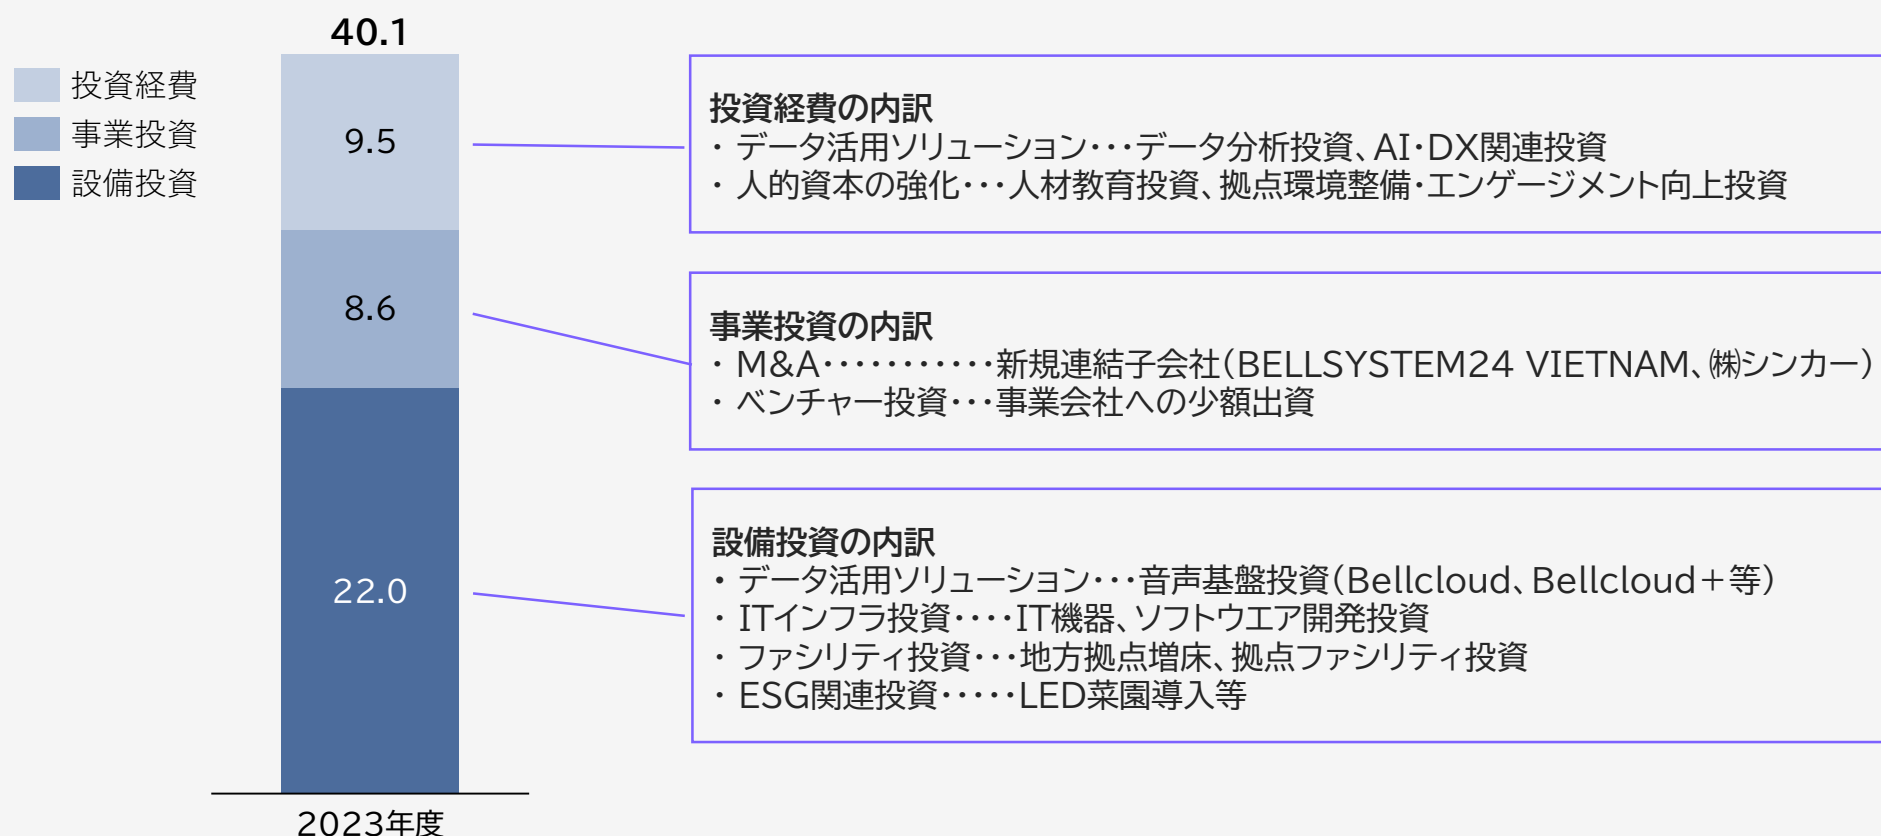 40.1
投資経費
事業投資
設備投資
9.5
8.6
22.0
2023年度
投資経費の内訳
・ データ活用ソリューション･･･データ分析投資、AI・DX関連投資
・ 人的資本の強化･･･人材教育投資、拠点環境整備・エンゲージメント向上投資
事業投資の内訳
・ M&A･･･････････新規連結子会社(BELLSYSTEM24 VIETNAM、㈱シンカー)
・ ベンチャー投資･･･事業会社への少額出資
設備投資の内訳
・ データ活用ソリューション･･･音声基盤投資(Bellcloud、Bellcloud＋等)
・ ITインフラ投資････IT機器、ソフトウエア開発投資
・ ファシリティ投資･･･地方拠点増床、拠点ファシリティ投資
・ ESG関連投資･････LED菜園導入等